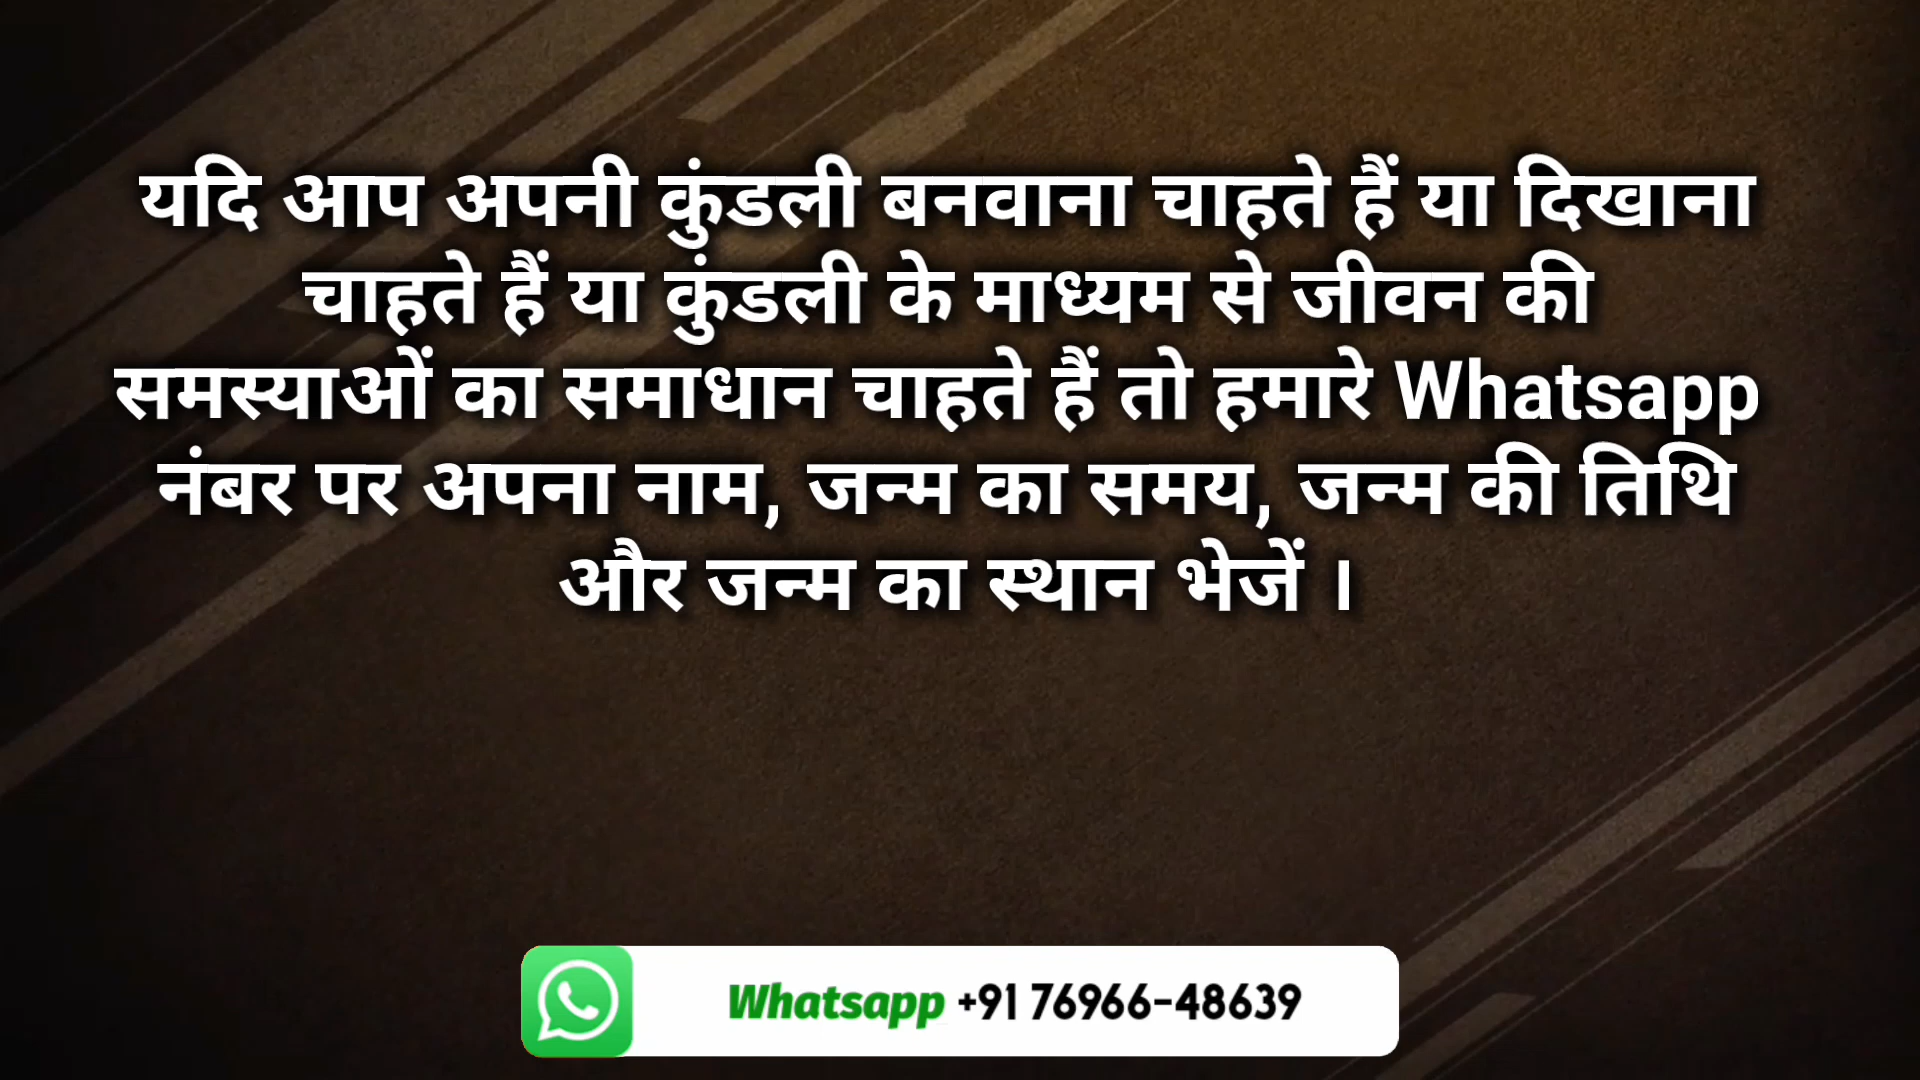 यदि आप अपनी कुंडली बनवाना चाहते हैं या दिखाना
चाहते हैं या कुंडली के माध्यम से जीवन की
समस्याओं का समाधान चाहते हैं तो हमारे Whatsapp
नंबर पर अपना नाम, जन्म का समय, जन्म की तिथि
और जन्म का स्थान भेजें ।
Whatsapp +91 76966-48639